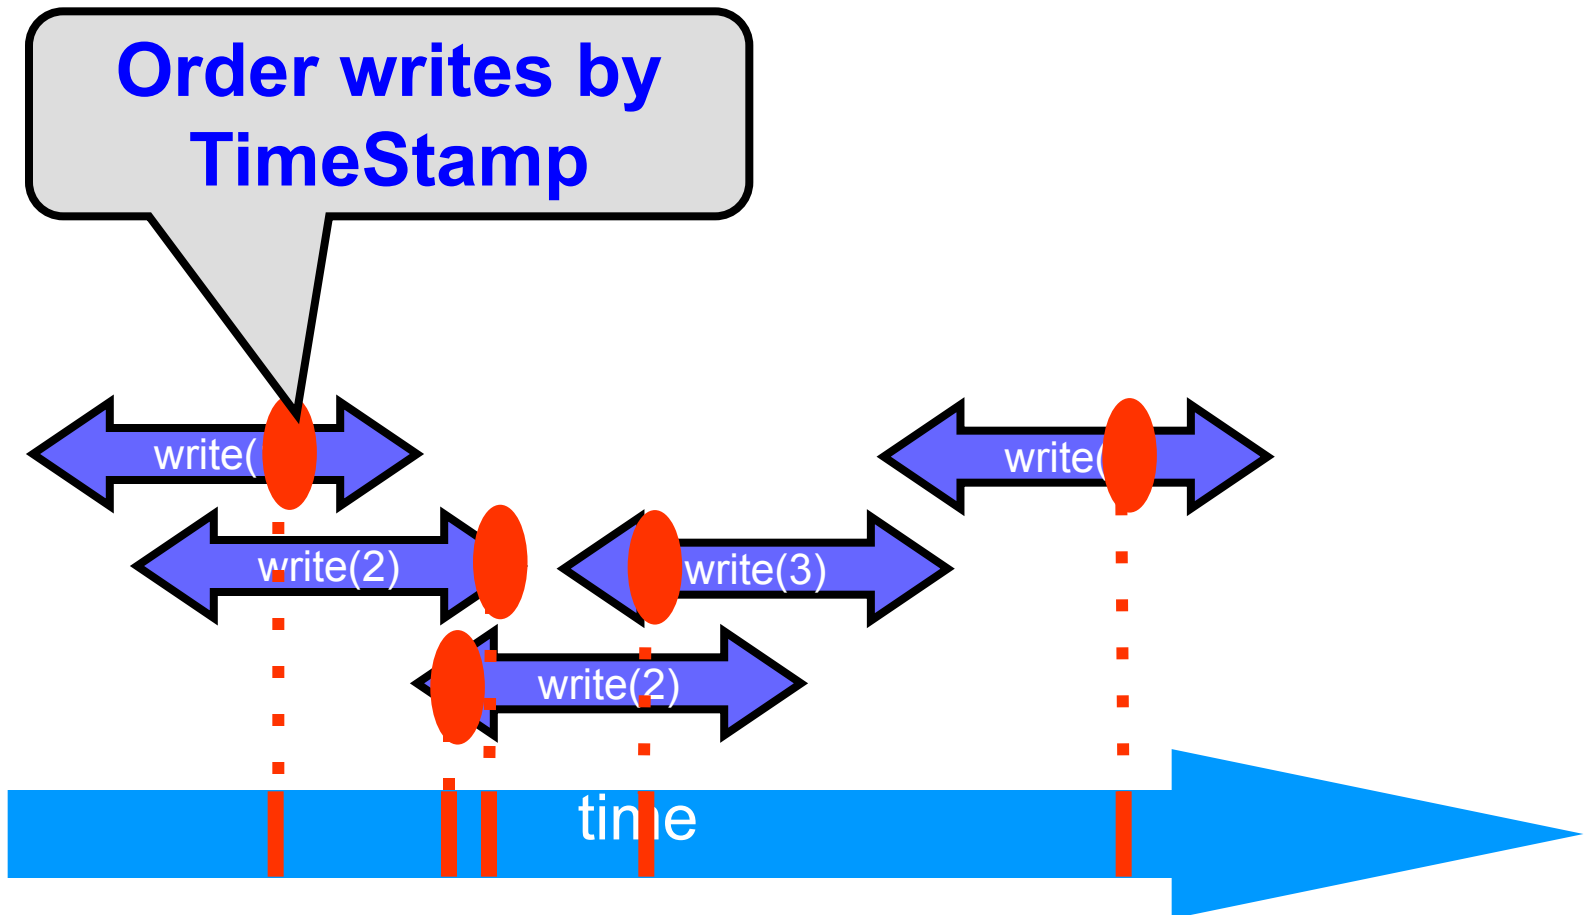 Order writes by
TimeStamp
write(
write(
write(2)
write(3)
write(2)
time